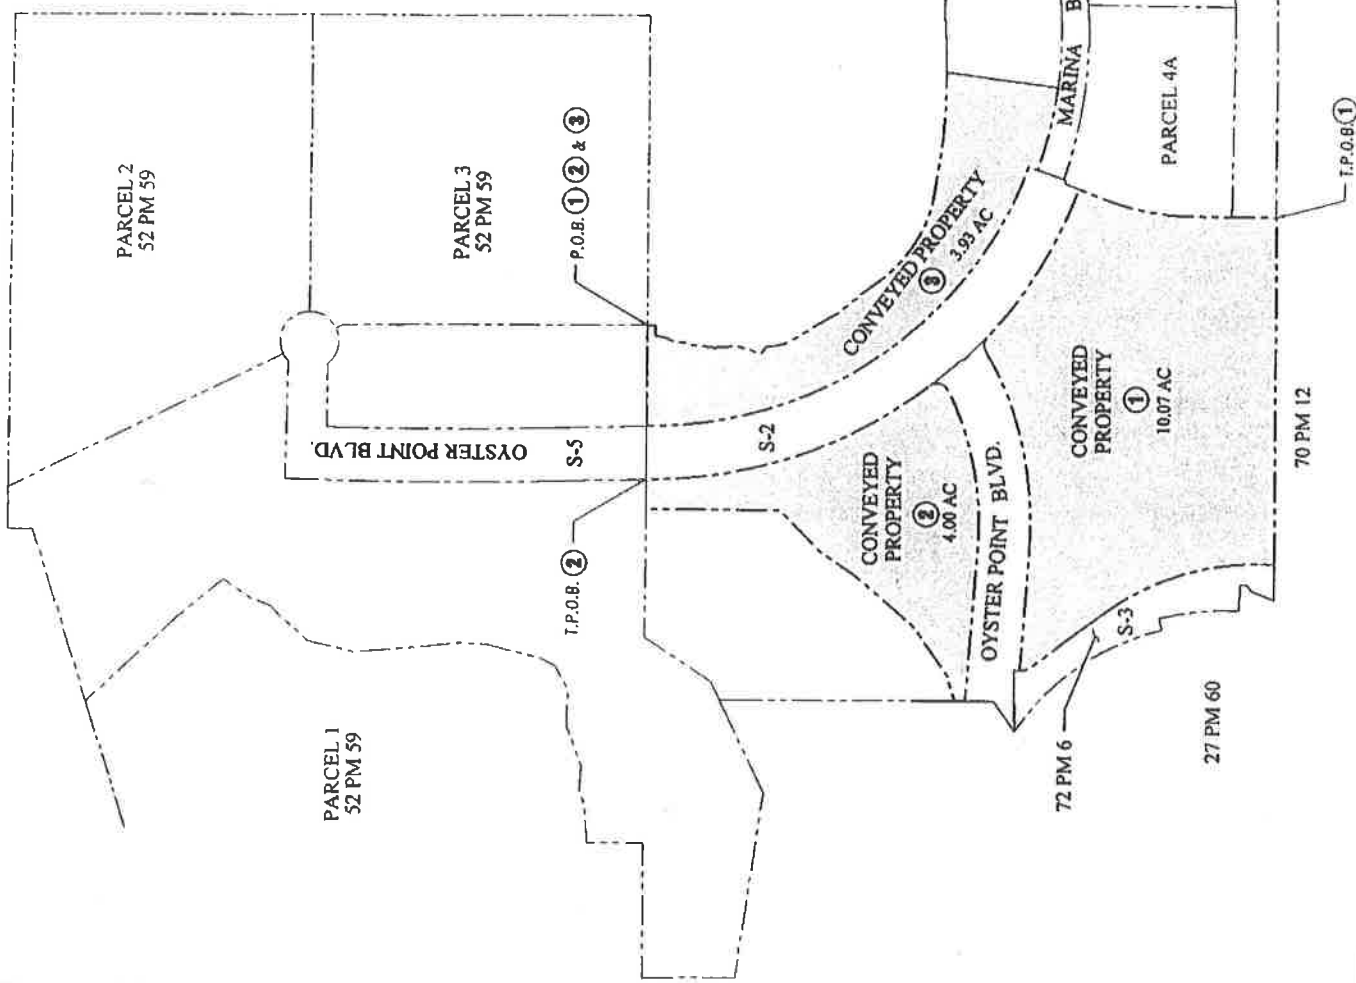 PARCEL 2
52 PM 59
PARCEL 3
52 PM 59
P.O.B. 1 2 & 3
MARINA B
PARCEL 4A
T.P.O.B. 1
CONVEYED PROPERTY
3 3.93 AC
OYSTER POINT BLVD.
S-5
S-2
CONVEYED
PROPERTY
1
10.07 AC
70 PM 12
CONVEYED
PROPERTY
2
4.00 AC
OYSTER POINT BLVD.
T.P.O.B. 2
S-3
PARCEL 1
52 PM 59
72 PM 6
27 PM 60